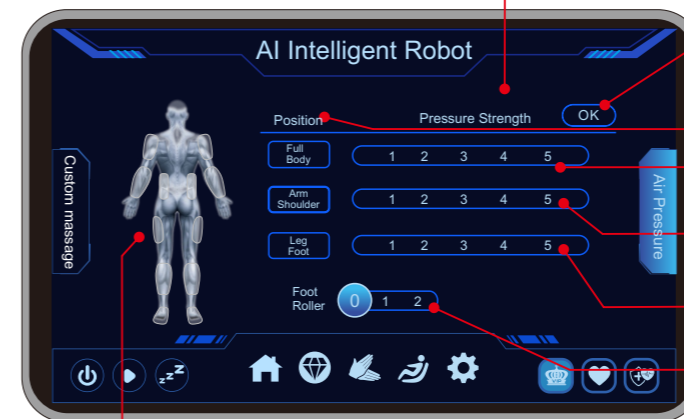 AI Intelligent Robot
Position Pressure Strength OK
Full
Body
1 2 3 4 5
Arm
Shoulder
1 2 3 4 5
Leg
Foot
1 2 3 4 5
Foot
Roller
0 1 2
Custom massage
Air Pressure
zzZ